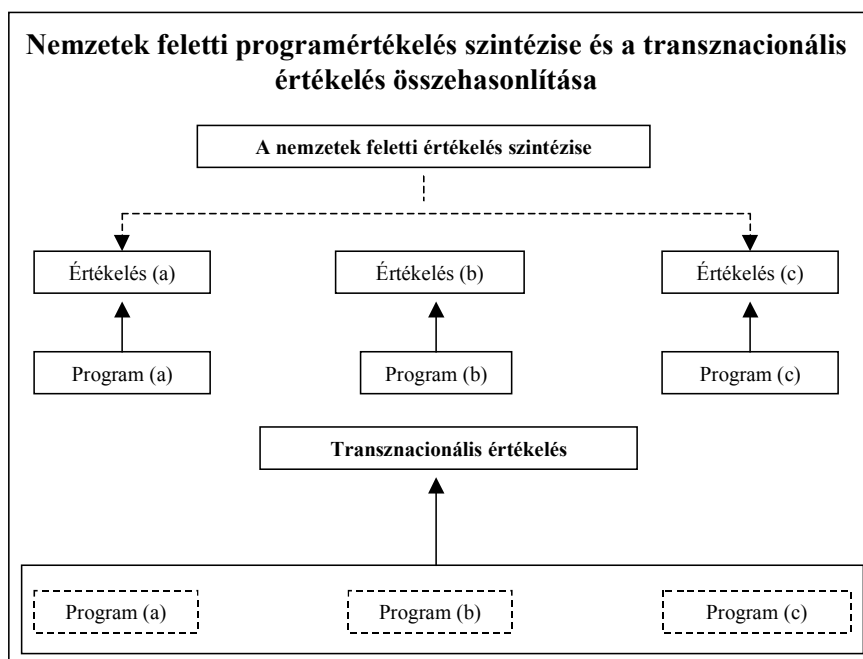 Nemzetek feletti programértékelés szintézise és a transznacionális
értékelés összehasonlítása
A nemzetek feletti értékelés szintézise
Értékelés (a)
Értékelés (b)
Értékelés (c)
Program (a)
Program (b)
Program (c)
Transznacionális értékelés
Program (a)
Program (b)
Program (c)